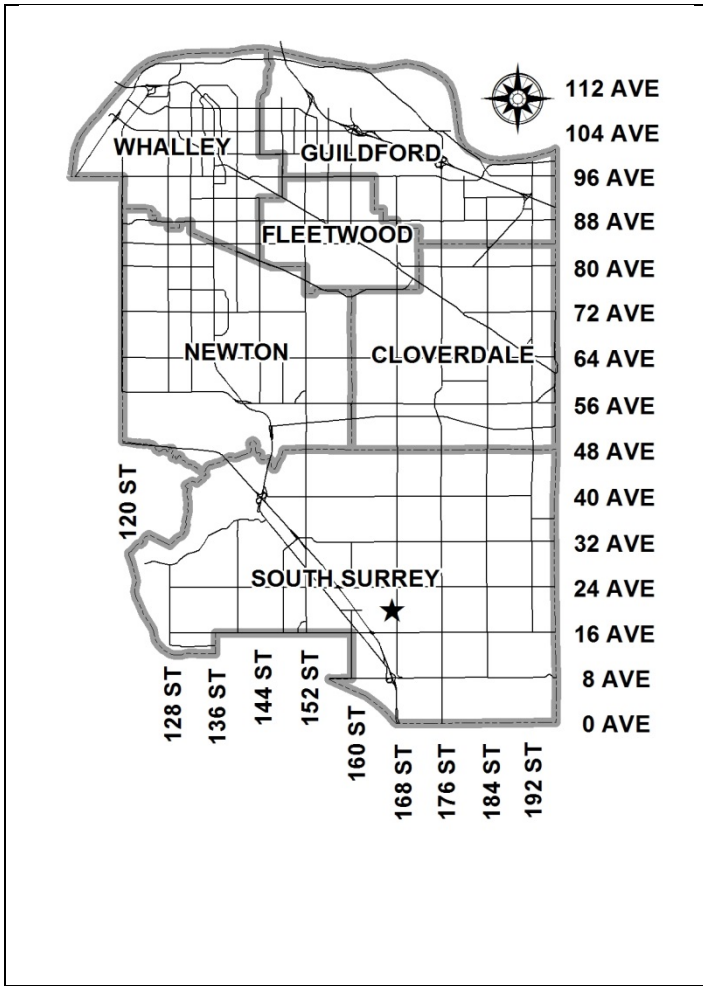 112 AVE
104 AVE
WHALLEY
GUILDFORD
96 AVE
88 AVE
FLEETWOOD
80 AVE
72 AVE
NEWTON
CLOVERDALE
64 AVE
56 AVE
48 AVE
120 ST
40 AVE
32 AVE
SOUTH SURREY
24 AVE
16 AVE
8 AVE
0 AVE
128 ST
136 ST
144 ST
152 ST
160 ST
168 ST
176 ST
184 ST
192 ST